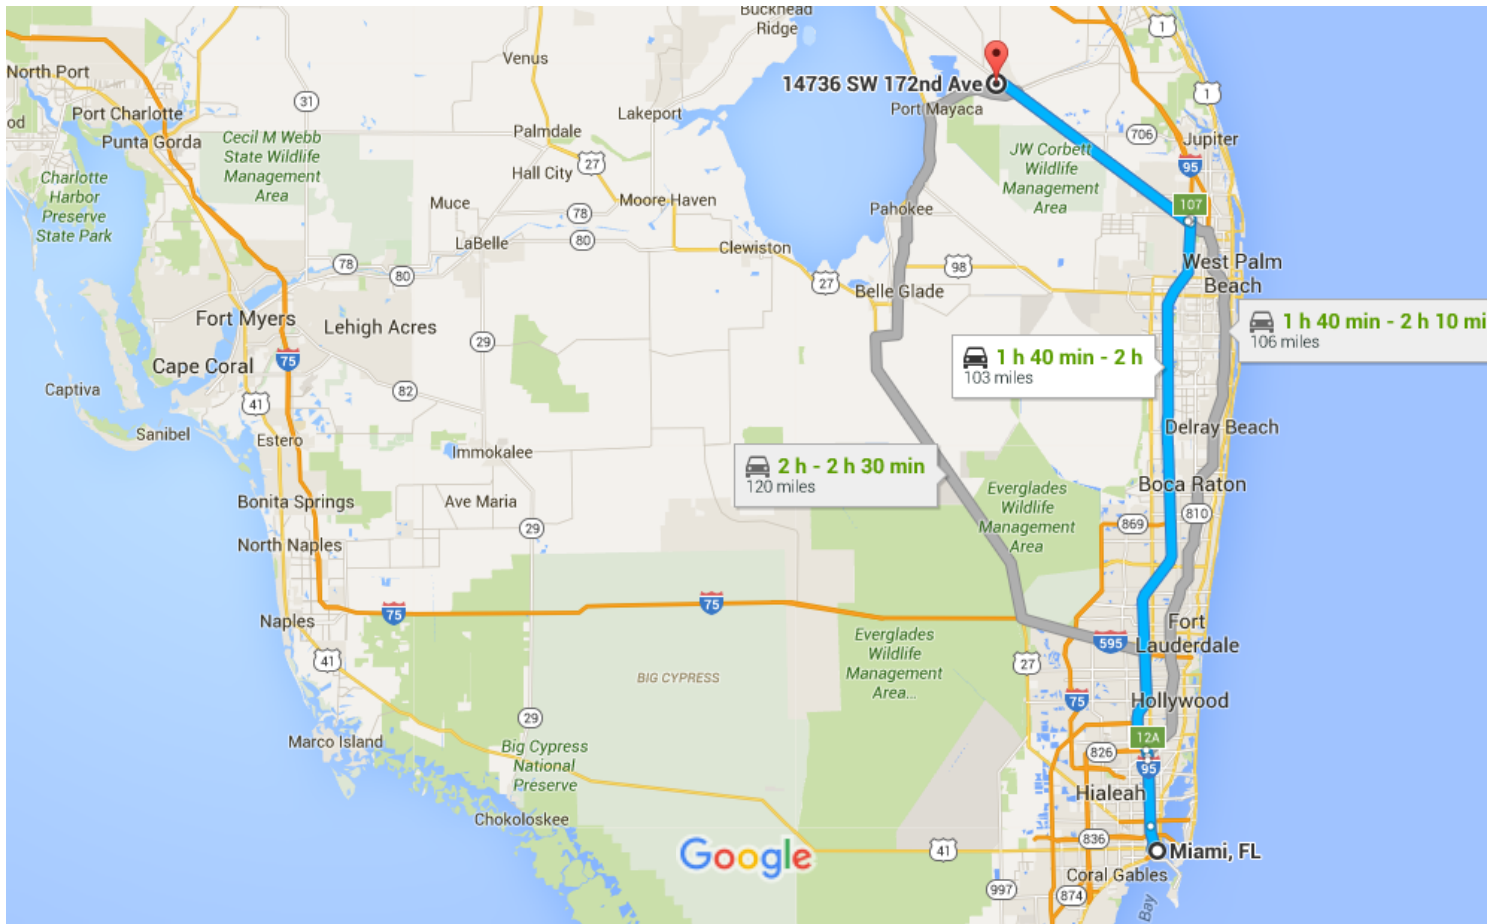 Buckhead
Ridge
1
North Port
Venus
14736 SW 172nd Ave
31
Port Charlotte
Lakeport
Port Mayaca
1
od
Punta Gorda
Cecil M Webb
State Wildlife
Management
Area
Palmdale
27
706
Jupiter
Hall City
JW Corbett
Wildlife
Management
Area
95
Charlotte
Harbor
Preserve
State Park
Muce
Moore Haven
78
Pahokee
107
LaBelle
80
Clewiston
78
80
98
West Palm
Beach
27
Belle Glade
Fort Myers
Lehigh Acres
29
1 h 40 min - 2 h 10 mi
106 miles
75
1 h 40 min - 2 h
103 miles
Cape Coral
Captiva
82
41
Sanibel
Estero
Delray Beach
Immokalee
2 h - 2 h 30 min
120 miles
Boca Raton
Bonita Springs
Ave Maria
Everglades
Wildlife
Management
Area
810
29
869
North Naples
75
75
Naples
Everglades
Wildlife
Management
Area...
Fort
Lauderdale
595
41
27
BIG CYPRESS
75
Hollywood
29
Marco Island
12A
Big Cypress
National
Preserve
826
95
Hialeah
Chokoloskee
Google
836
41
Miami, FL
Coral Gables
997
874
Bay